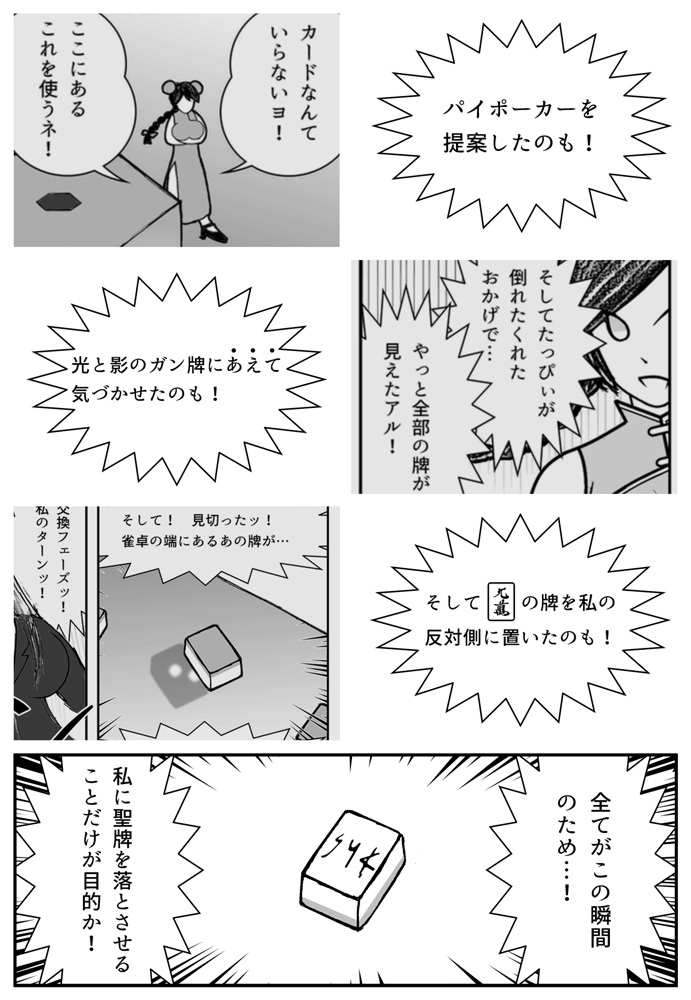 パイポーカーを
提案したのも！
カードなんて
いらないヨ！
ここにある
これを使うネ！
そしてたっぴぃが
倒れたくれた
おかげで…
やっと全部の牌が
見えたアル！
光と影のガン牌にあえて
気づかせたのも！
そして九萬の牌を私の
反対側に置いたのも！
そして！　見切ったッ！
雀卓の端にあるあの牌が…
交換フェーズッ！
私のターンッ！
全てがこの瞬間
のため…！
私に聖牌を落とさせる
ことだけが目的か！